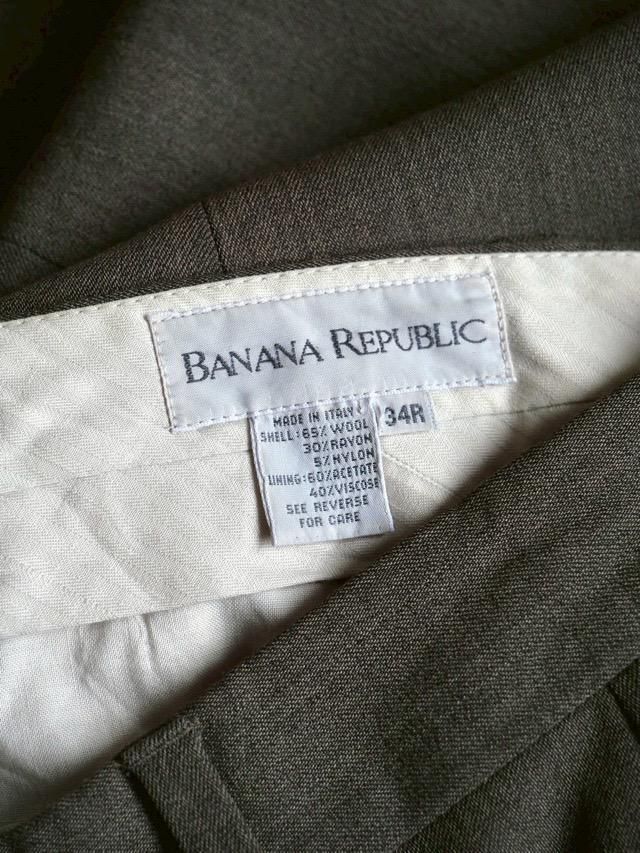 BANANA REPUBLIC
34R
MADE IN ITALY
SHELL:65% WOOL
30%RAYON
5%NYLON
LINING:60%ACETATE
40%VISCOSE
SEE REVERSE
FOR CARE